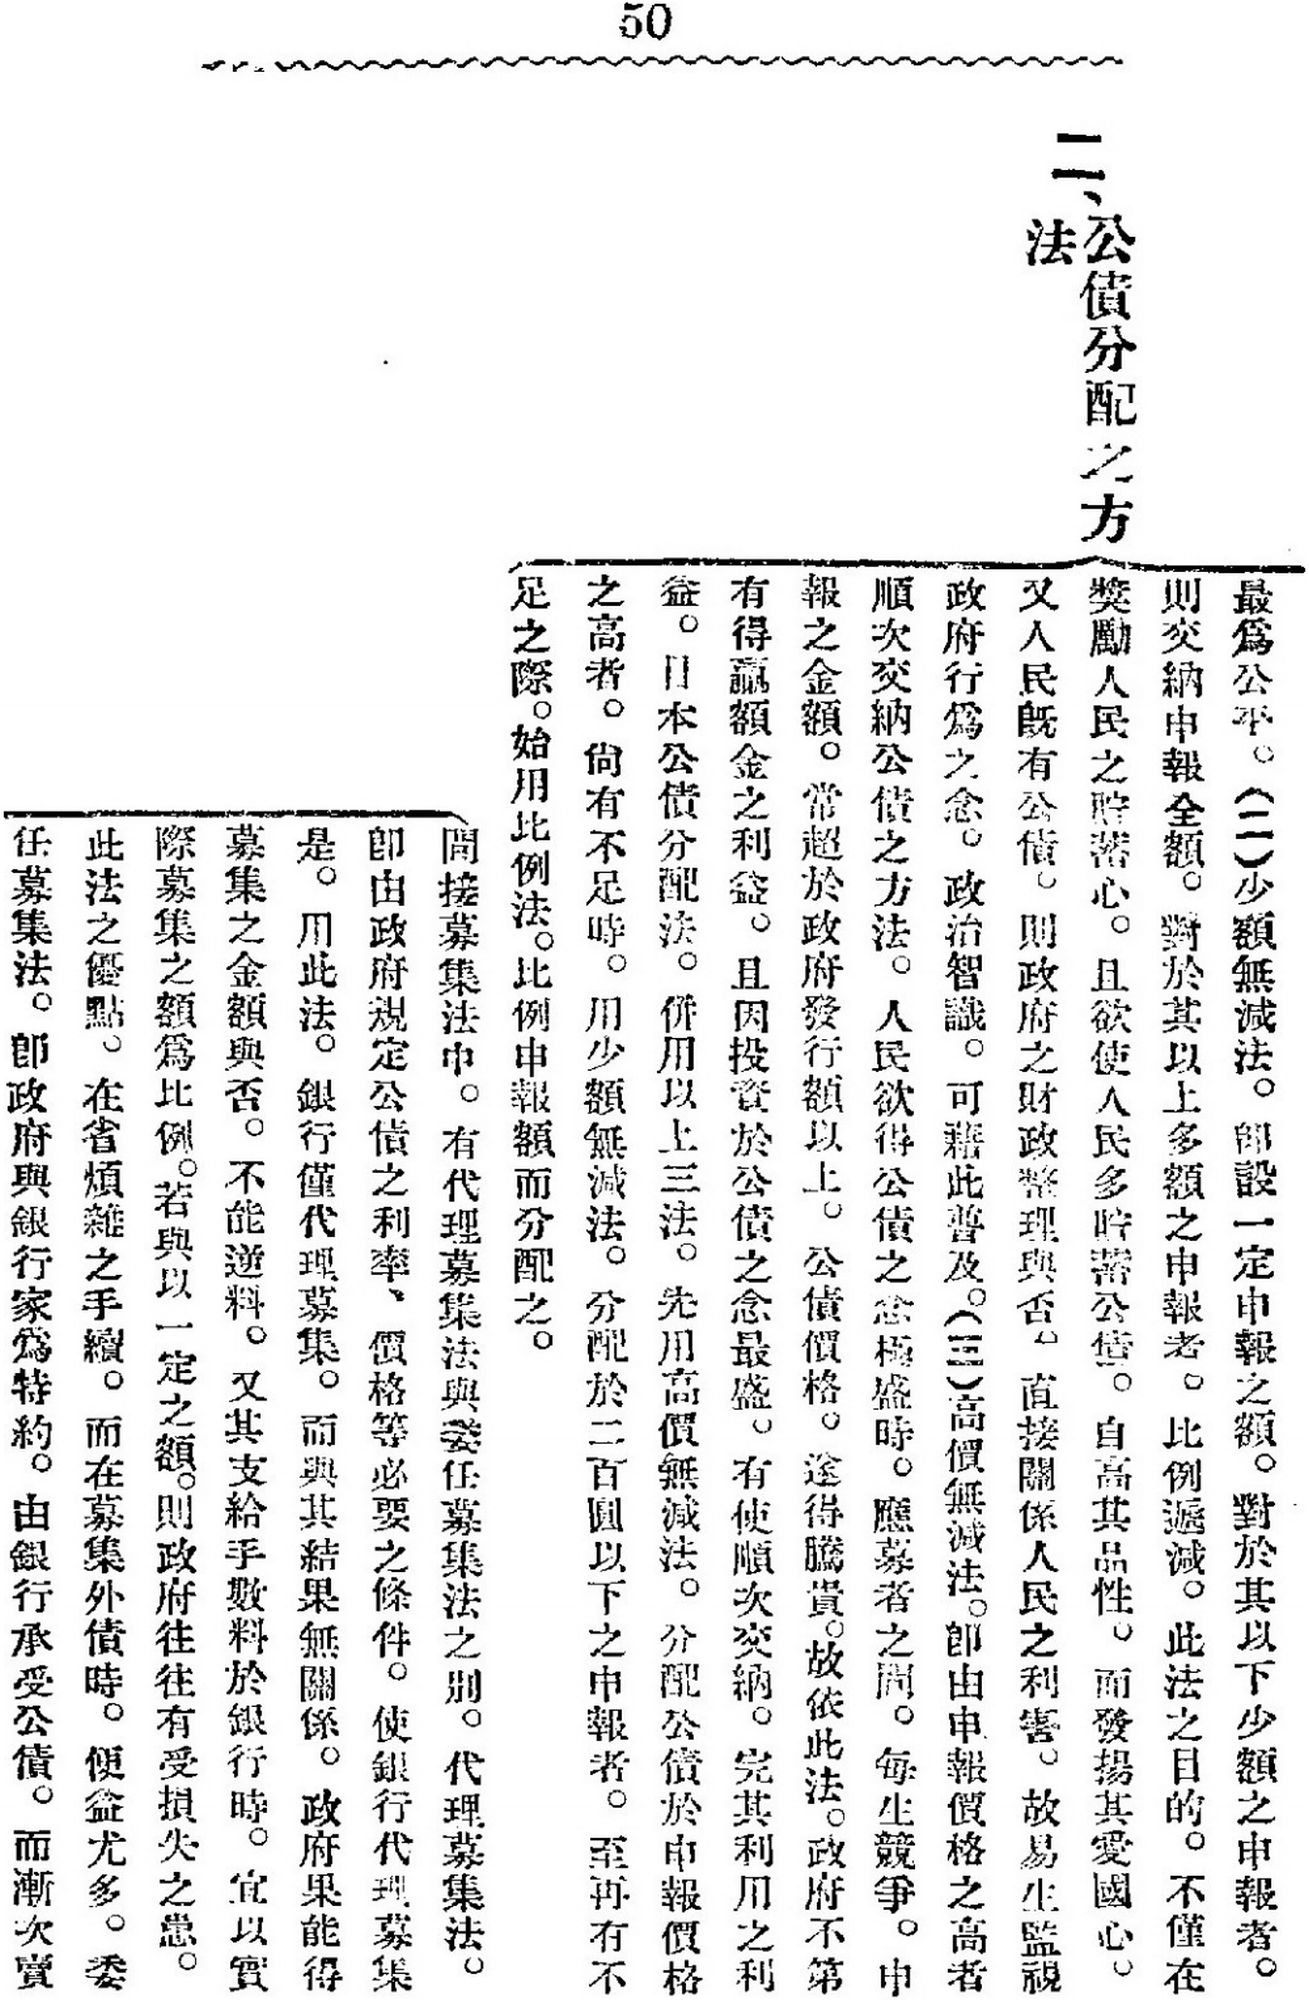 50
二、公債分配之方
法
最爲公平。(二)少額無減法。卽設一定申報之額。對於其以下少額之申報者。
則交納申報全額。對於其以上多額之申報者。比例遞減。此法之目的。不僅在
獎勵人民之貯蓄心。且欲使人民多貯蓄公債。自高其品性。而發揚其愛國心。
又人民旣有公債。則政府之財政整理與否。直接關係人民之利害。故易生監視
政府行爲之念。政治智識。可藉此普及。(三)高價無減法。卽由申報價格之高者
順次交納公債之方法。人民欲得公債之念極盛時。應募者之間。每生競爭。申
報之金額。常超於政府發行額以上。公債價格。遂得騰貴。故依此法。政府不第
有得贏額金之利益。且因投資於公債之念最盛。有使順次交納。完其利用之利
益。日本公債分配法。併用以上三法。先用高價無減法。分配公債於申報價格
之高者。尙有不足時。用少額無減法。分配於二百圓以下之申報者。至再有不
足之際。始用比例法。比例申報額而分配之。
間接募集法中。有代理募集法與委任募集法之別。代理募集法。
卽由政府規定公債之利率、價格等必要之條件。使銀行代理募集
是。用此法。銀行僅代理募集。而與其結果無關係。政府果能得
募集之金額與否。不能逆料。又其支給手數料於銀行時。宜以實
際募集之額爲比例。若與以一定之額。則政府往往有受損失之患。
此法之優點。在省煩雜之手續。而在募集外債時。便益尤多。委
任募集法。卽政府與銀行家爲特約。由銀行承受公債。而漸次賣